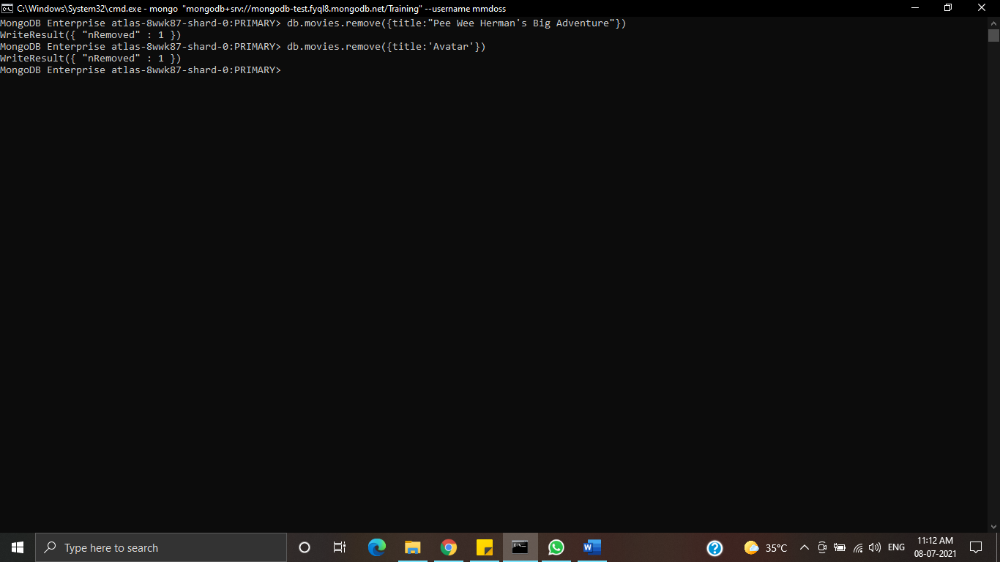 C:\Windows\System32\cmd.exe - mongo "mongodb+srv://mongodb-test.fyql8.mongodb.net/Training" --username mmdoss
MongoDB Enterprise atlas-8wwk87-shard-0:PRIMARY> db.movies.remove({title:"Pee Wee Herman's Big Adventure"})
WriteResult({ "nRemoved" : 1 })
MongoDB Enterprise atlas-8wwk87-shard-0:PRIMARY> db.movies.remove({title:'Avatar'})
WriteResult({ "nRemoved" : 1 })
MongoDB Enterprise atlas-8wwk87-shard-0:PRIMARY>
Type here to search
35°C
ENG
11:12 AM
08-07-2021